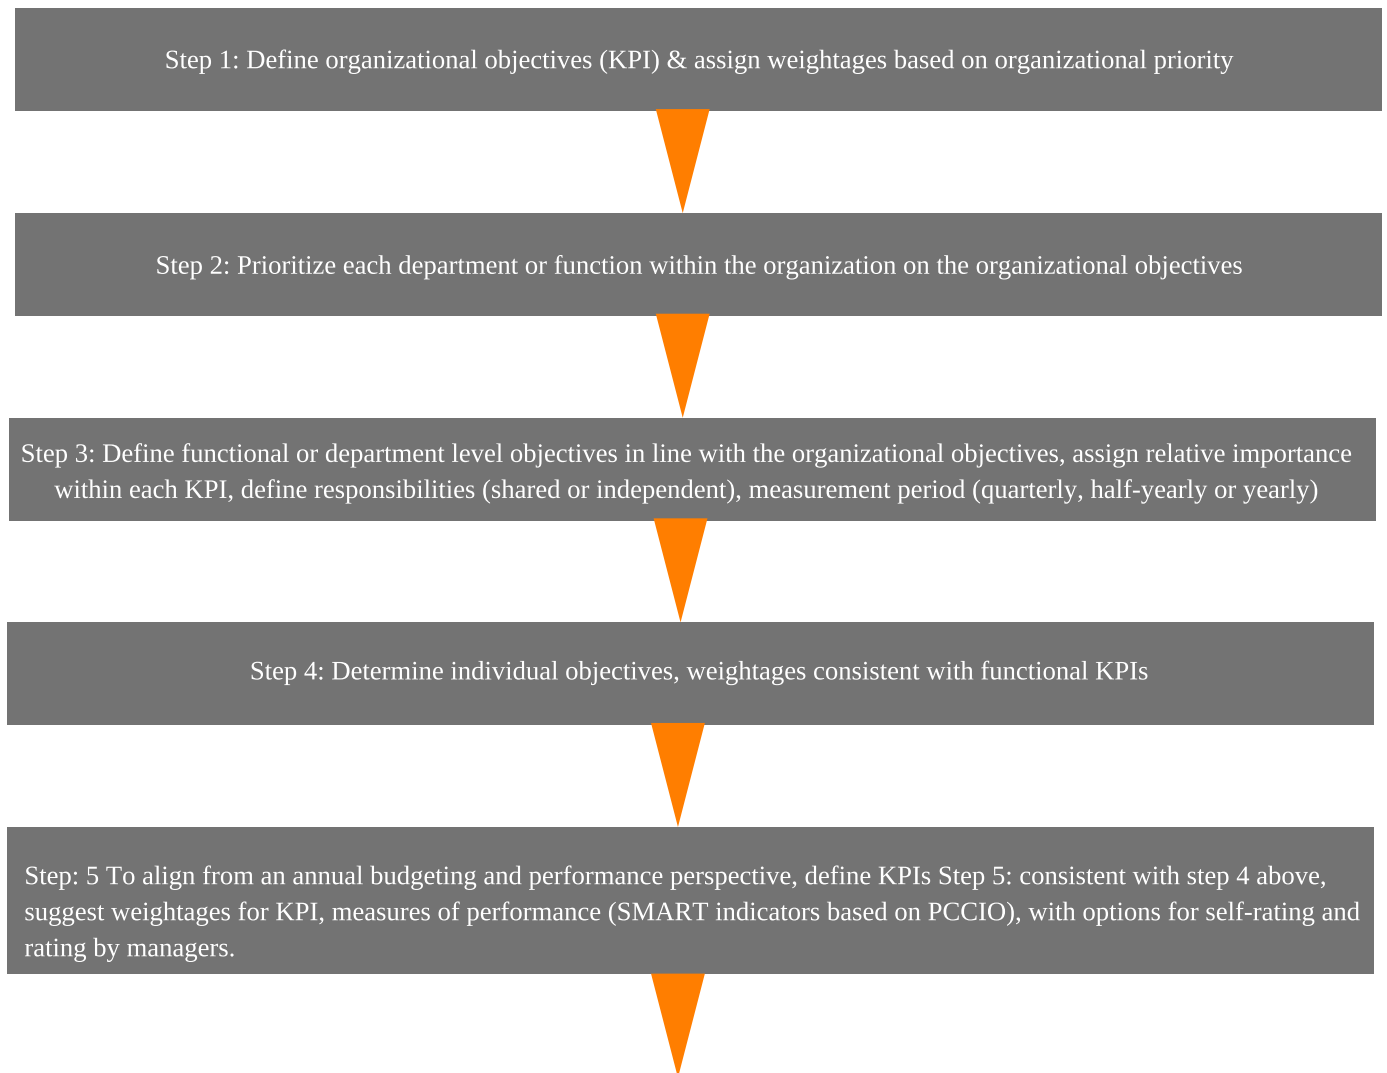 Step 1: Define organizational objectives (KPI) & assign weightages based on organizational priority
Step 2: Prioritize each department or function within the organization on the organizational objectives
Step 3: Define functional or department level objectives in line with the organizational objectives, assign relative importance
within each KPI, define responsibilities (shared or independent), measurement period (quarterly, half-yearly or yearly)
Step 4: Determine individual objectives, weightages consistent with functional KPIs
Step: 5 To align from an annual budgeting and performance perspective, define KPIs Step 5: consistent with step 4 above,
suggest weightages for KPI, measures of performance (SMART indicators based on PCCIO), with options for self-rating and
rating by managers.